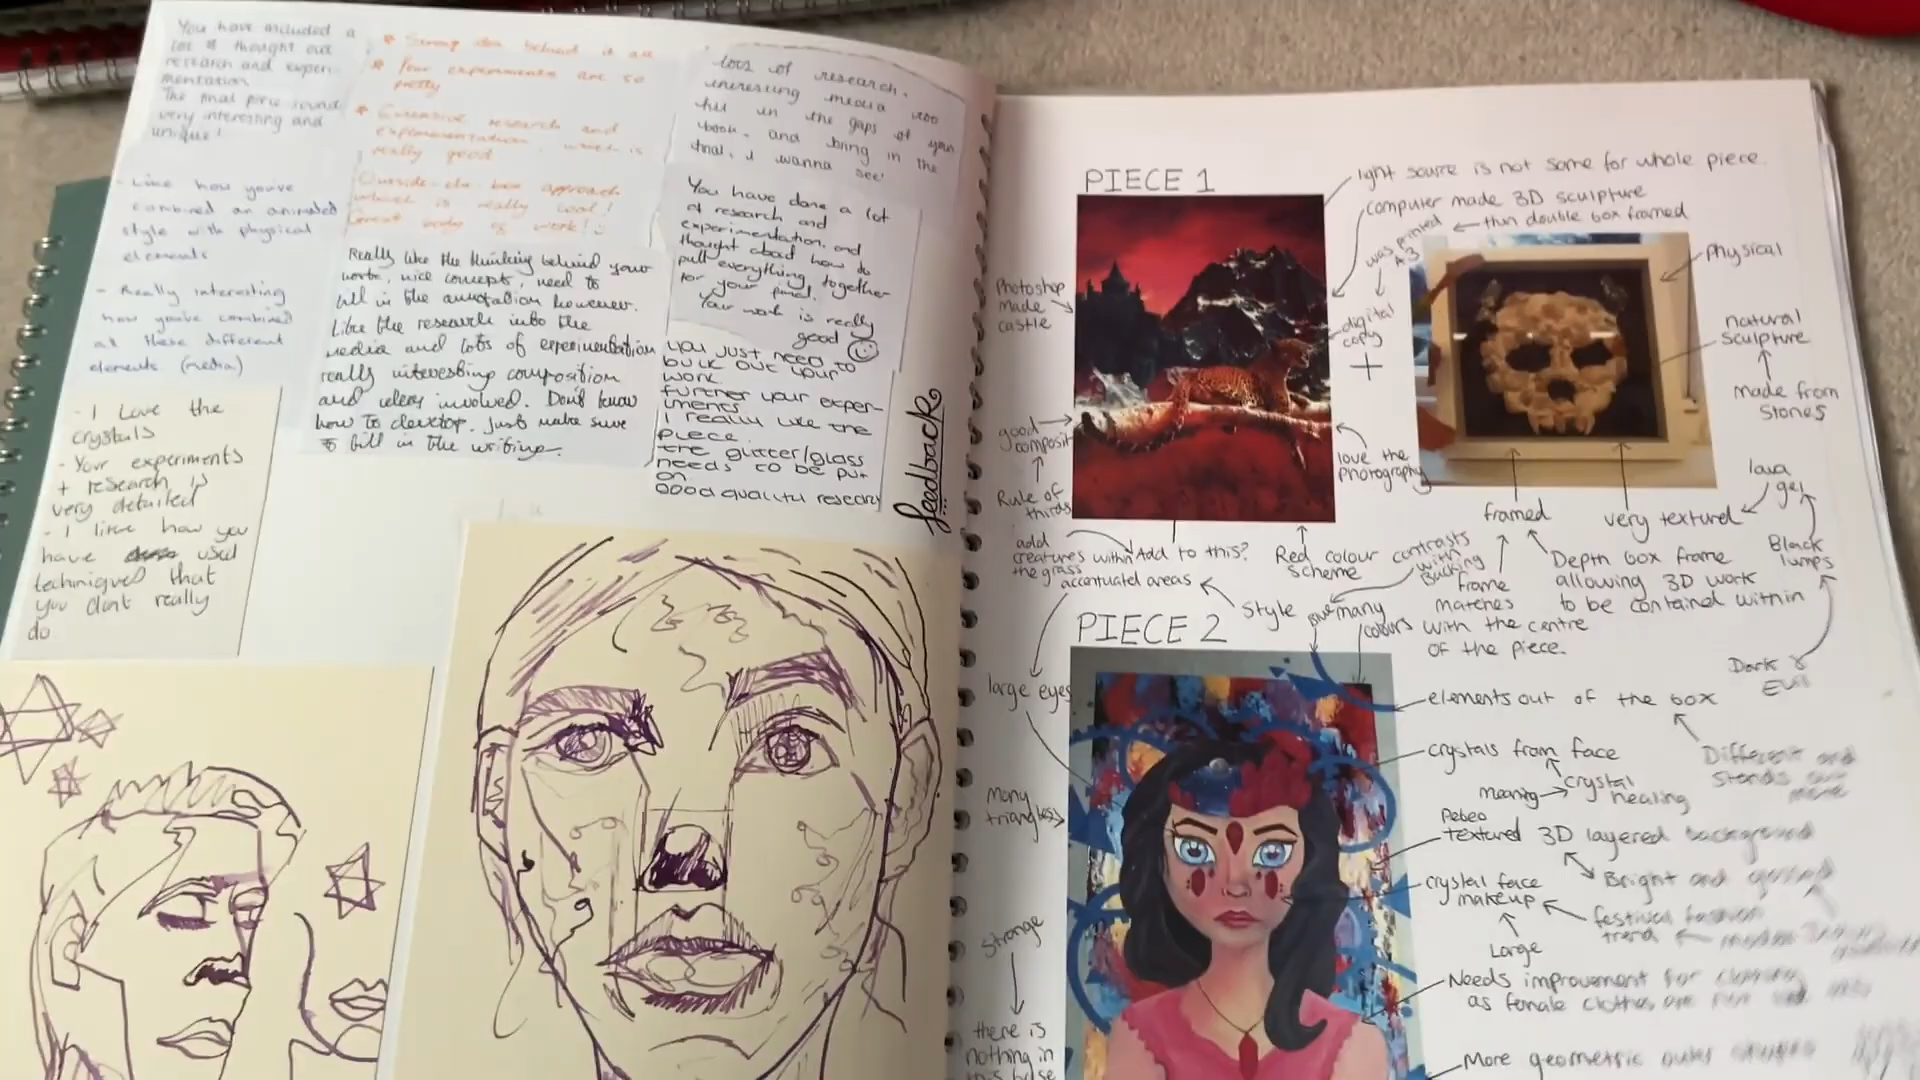 You have included a
lot of thought out
research and experi-
mentation
The final piece sounds
very interesting and
unique!
- Like how you've
combined an animated
style with physical
elements
- Really interesting
how you've combined
all these different
elements (media)
- I Love the
crystals
- Your experiments
+ research is
very detailed
- I like how you
have used
techniques that
you dont really
do
* Strong idea behind it all
* Your experiments are so
pretty
* Extensive research and
experimentation, which is
really good
Outside-the box approach
which is really cool!
Great body of work!
Really like the thinking behind your
work, nice concepts, need to
fill in the annotation however.
Like the research into the
media and lots of experimentation
really interesting composition
and ideas involved. Don't know
how to develop. Just make sure
to fill in the writing.
lots of research.
interesting media too
fill in the gaps of your
book. and bring in the
final, I wanna see!
You have done a lot
of research and
experimentation, and
thought about how to
pull everything together
for your final.
Your work is really
good
you just need to
bulk out your
work.
further your exper-
iments
I really like the
piece.
the glitter/glass
needs to be put
on
good quality research
feedback
PIECE 1
light source is not same for whole piece.
computer made 3D sculpture
was printed
A3
thin double box framed
Photoshop
made
castle
digital
copy
+
Physical
natural
sculpture
made from
stones
good
composit
Rule of
thirds
love the
photography
lava
gel
framed
very textured
Black
lumps
add
creatures within
the grass
Add to this?
Red colour
scheme
contrasts
with
backing
frame
matches
with the centre
of the piece.
Depth box frame
allowing 3D work
to be contained within
Dark &
Evil
accentuated areas
Style
many
colours
PIECE 2
large eyes
Many
triangles
strange
there is
nothing in
elements out of the box
Different and
stands out
more
crystals from face
meaning
crystal
healing
Pebeo
textured 3D layered background
Bright and
crystal face
makeup
festival fashion
trend
Large
Needs improvement for clothing
as female clothes are
More geometric outer